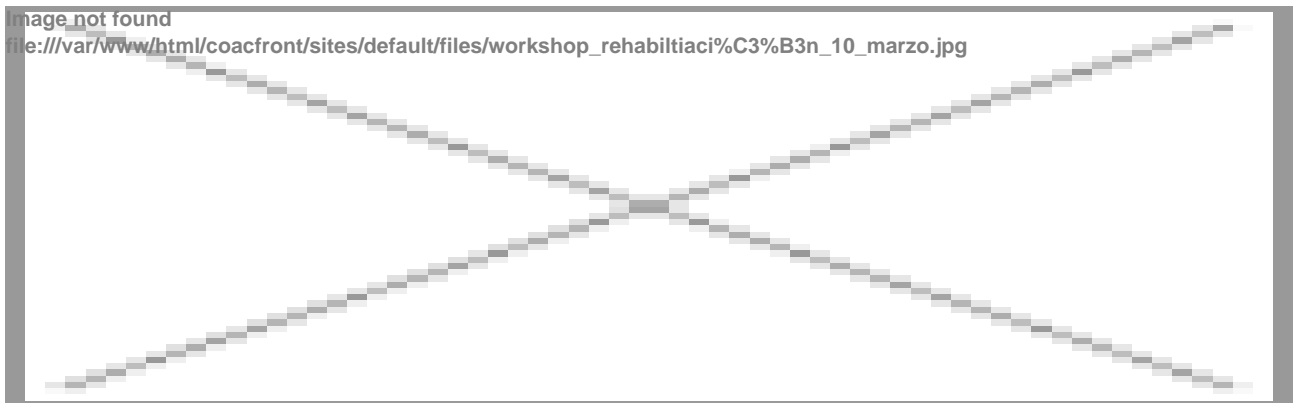 Image not found
file:///var/www/html/coacfront/sites/default/files/workshop_rehabiltiaci%C3%B3n_10_marzo.jpg